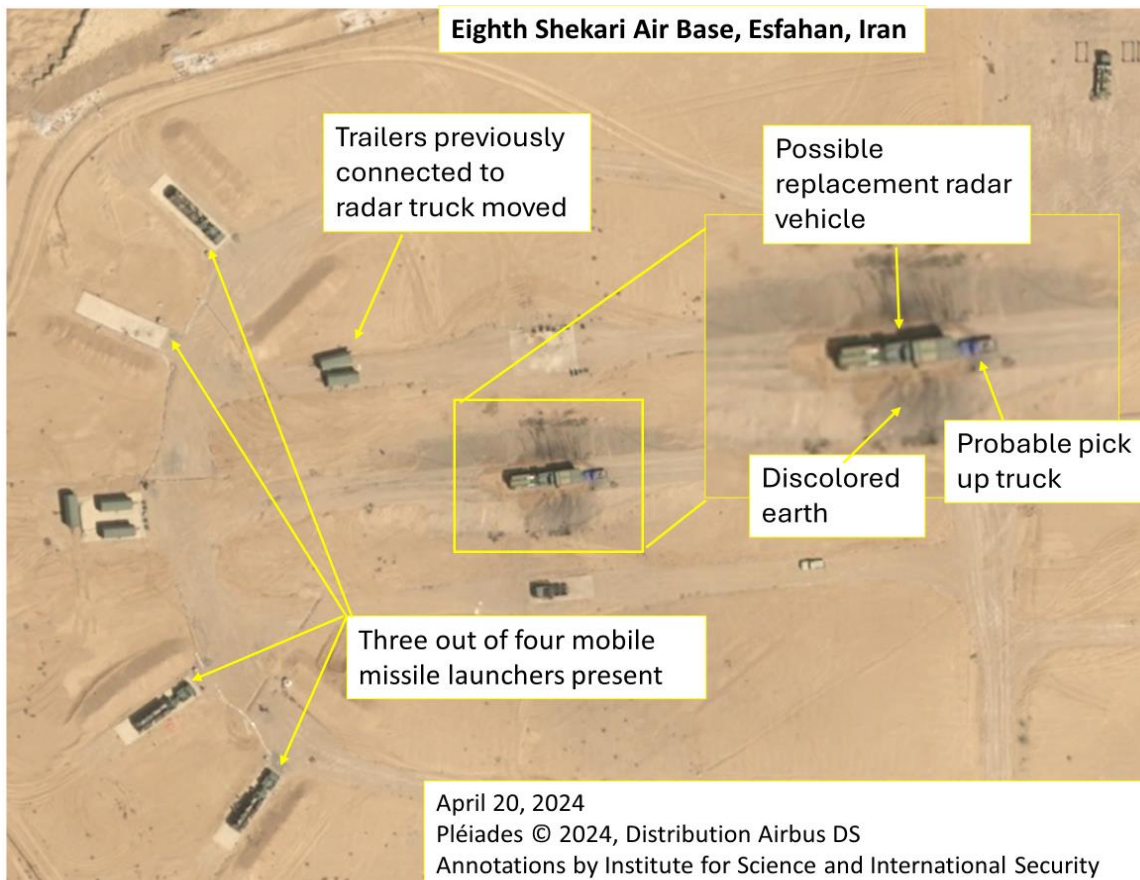 Eighth Shekari Air Base, Esfahan, Iran
Trailers previously
connected to
radar truck moved
Possible
replacement radar
vehicle
Discolored
earth
Probable pick
up truck
Three out of four mobile
missile launchers present
April 20, 2024
Pléiades © 2024, Distribution Airbus DS
Annotations by Institute for Science and International Security